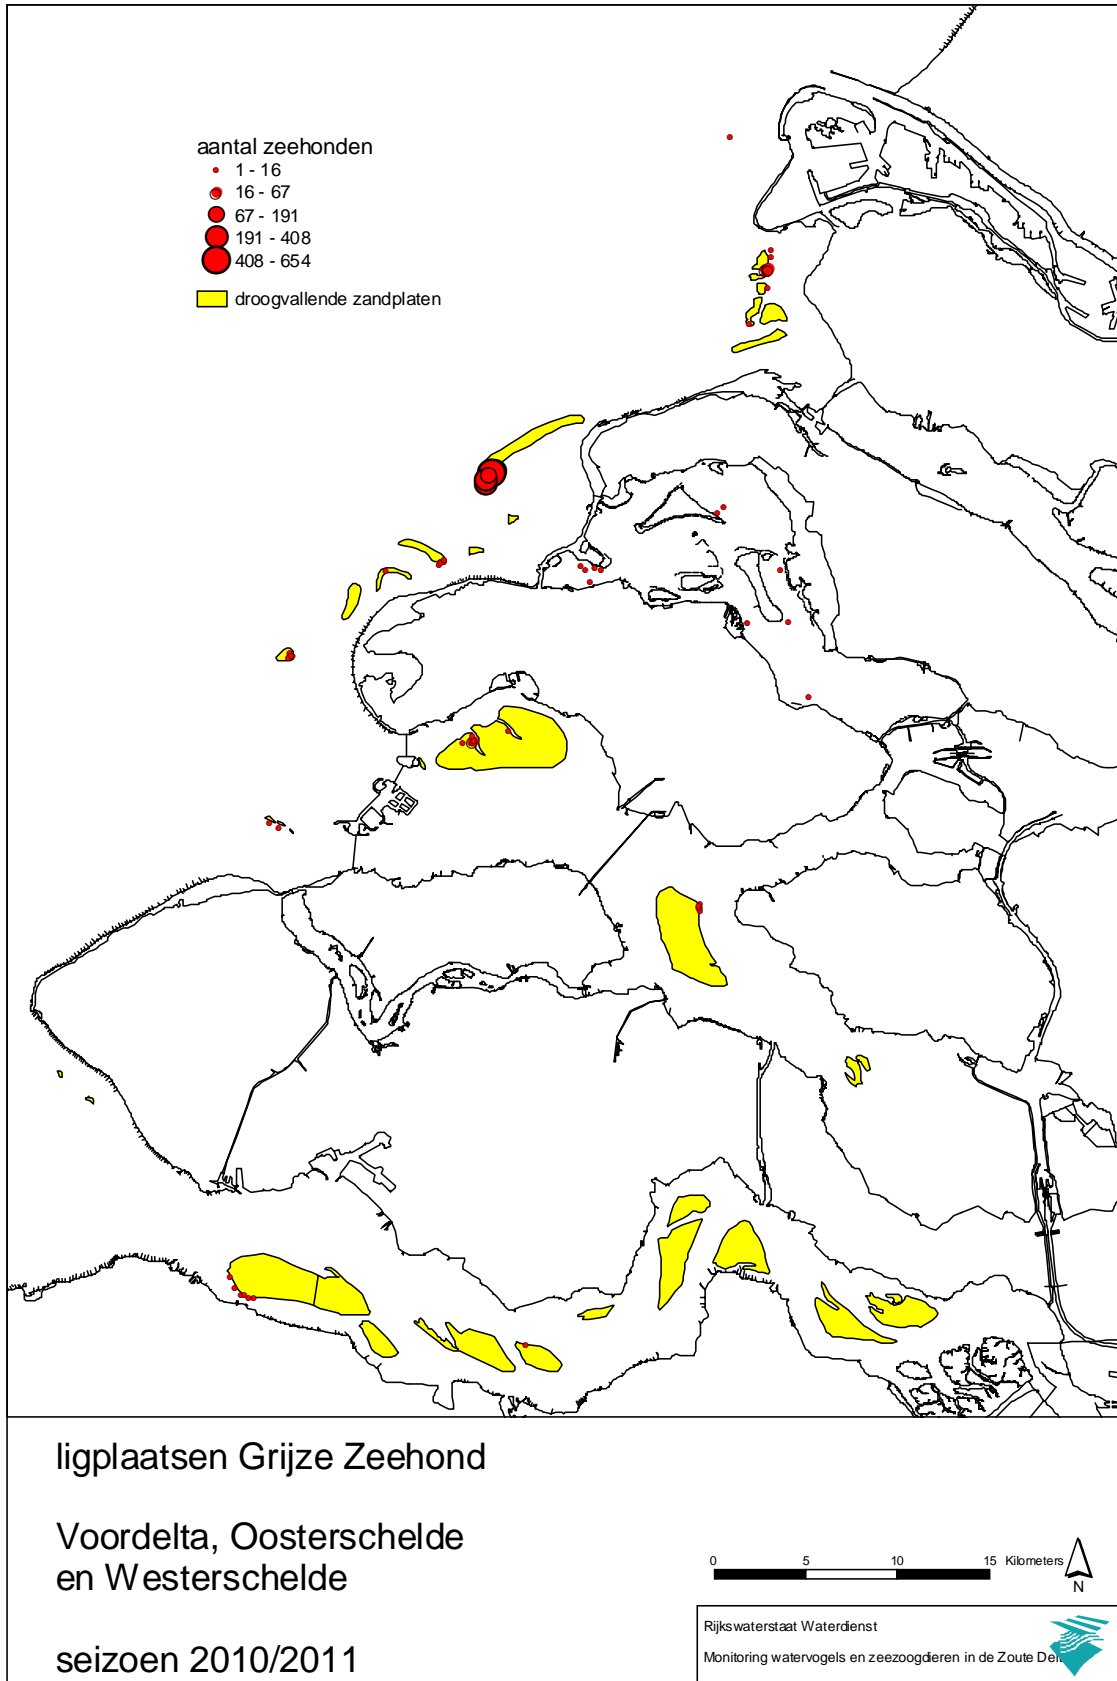 aantal zeehonden
1 - 16
16 - 67
67 - 191
191 - 408
408 - 654
droogvallende zandplaten
ligplaatsen Grijze Zeehond
Voordelta, Oosterschelde
en Westerschelde
seizoen 2010/2011
0 5 10 15 Kilometers
N
Rijkswaterstaat Waterdienst
Monitoring watervogels en zeezoogdieren in de Zoute